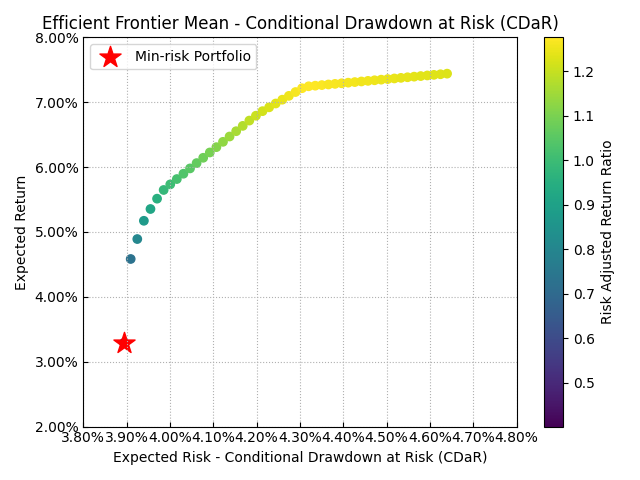 Efficient Frontier Mean - Conditional Drawdown at Risk (CDaR)
Min-risk Portfolio
8.00%
7.00%
6.00%
5.00%
4.00%
3.00%
2.00%
Expected Return
3.80% 3.90% 4.00% 4.10% 4.20% 4.30% 4.40% 4.50% 4.60% 4.70% 4.80%
Expected Risk - Conditional Drawdown at Risk (CDaR)
1.2
1.1
1.0
0.9
0.8
0.7
0.6
0.5
Risk Adjusted Return Ratio